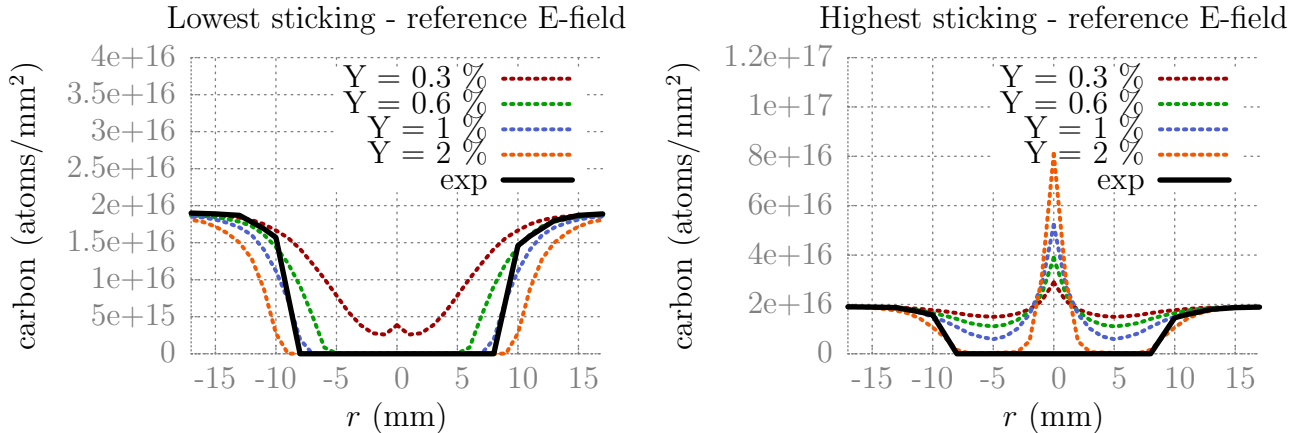 Lowest sticking - reference E-field
carbon (atoms/mm²)
4e+16
3.5e+16
3e+16
2.5e+16
2e+16
1.5e+16
1e+16
5e+15
0
Y = 0.3 %
Y = 0.6 %
Y = 1 %
Y = 2 %
exp
-15 -10 -5 0 5 10 15
r (mm)
Highest sticking - reference E-field
carbon (atoms/mm²)
1.2e+17
1e+17
8e+16
6e+16
4e+16
2e+16
0
Y = 0.3 %
Y = 0.6 %
Y = 1 %
Y = 2 %
exp
-15 -10 -5 0 5 10 15
r (mm)